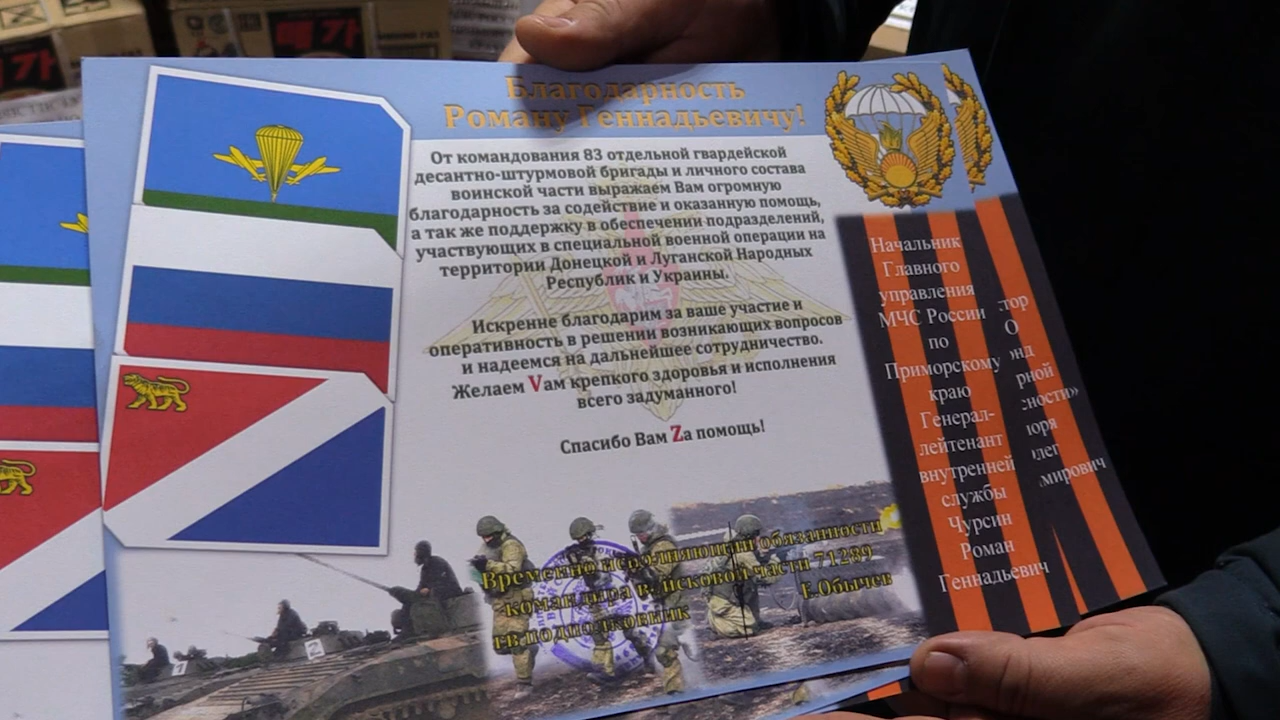 Благодарность
Роману Геннадьевичу!
От командования 83 отдельной гвардейской
десантно-штурмовой бригады и личного состава
воинской части выражаем Вам огромную
благодарность за содействие и оказанную помощь,
а так же поддержку в обеспечении подразделений,
участвующих в специальной военной операции на
территории Донецкой и Луганской Народных
Республик и Украины.
Искренне благодарим за ваше участие и
оперативность в решении возникающих вопросов
и надеемся на дальнейшее сотрудничество.
Желаем Vам крепкого здоровья и исполнения
всего задуманного!
Спасибо Вам Zа помощь!
Временно исполняющий обязанности
командира войсковой части 71289
гв.подполковник Е.Обычев
Начальник
Главного
управления
МЧС России
по
Приморскому
краю
Генерал-
лейтенант
внутренней
службы
Чурсин
Роман
Геннадьевич